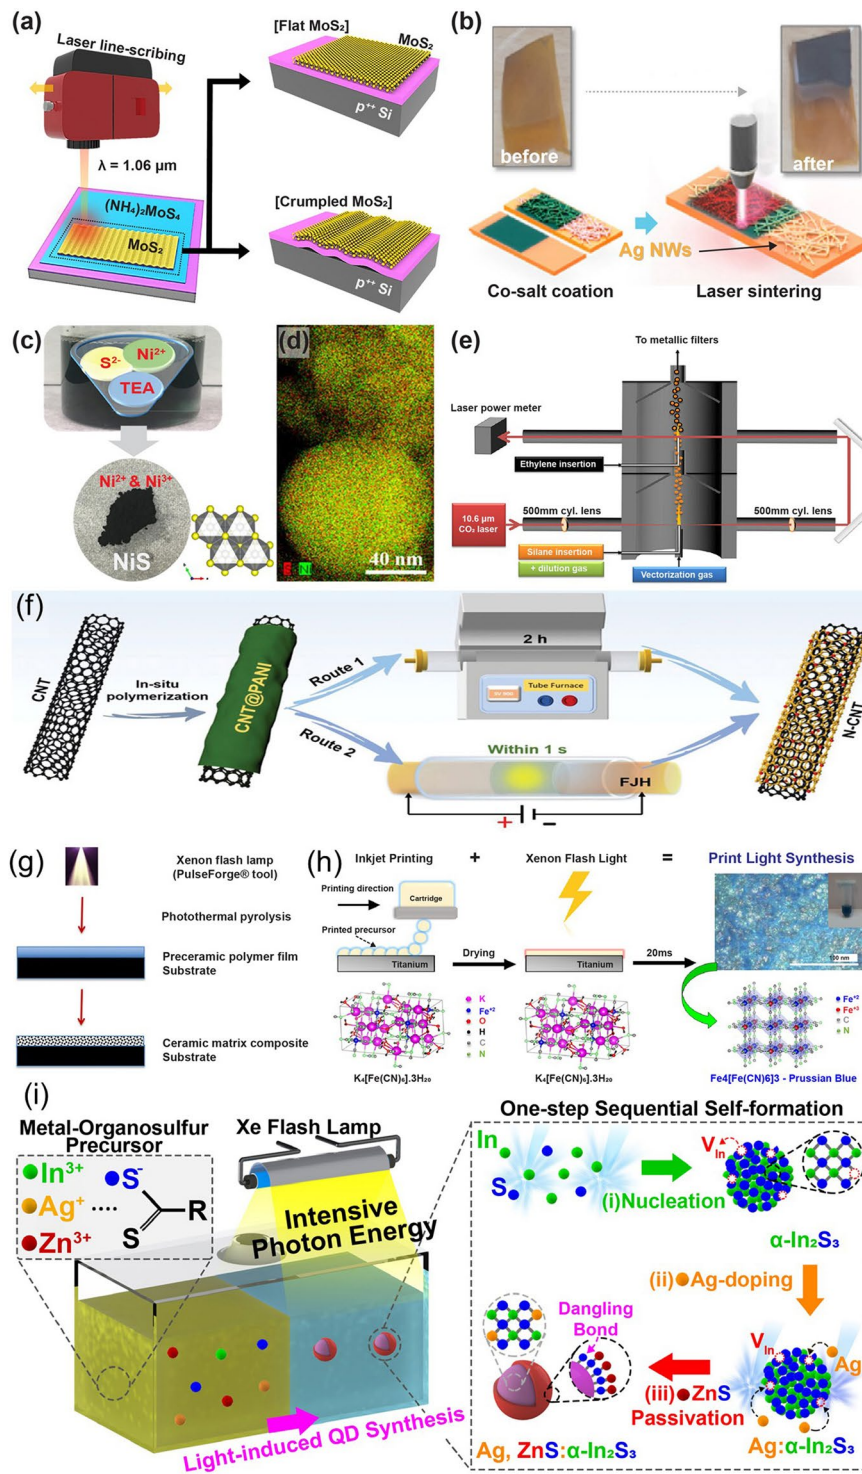 (a)
Laser line-scribing
λ = 1.06 μm
(NH₄)₂MoS₄
MoS₂
[Flat MoS₂]
MoS₂
p⁺⁺ Si
[Crumpled MoS₂]
p⁺⁺ Si
(b)
before
after
Ag NWs
Co-salt coation
Laser sintering
(c)
S²⁻
Ni²⁺
TEA
Ni²⁺ & Ni³⁺
NiS
(d)
S Ni
40 nm
(e)
To metallic filters
Laser power meter
Ethylene insertion
500mm cyl. lens
500mm cyl. lens
10.6 μm
CO₂ laser
Silane insertion
+ dilution gas
Vectorization gas
(f)
CNT
In-situ
polymerization
CNT@PANI
Route 1
Route 2
2 h
Tube Furnace
Within 1 s
FJH
+
−
N-CNT
(g)
Xenon flash lamp
(PulseForge® tool)
Photothermal pyrolysis
Preceramic polymer film
Substrate
Ceramic matrix composite
Substrate
(h)
Inkjet Printing
+
Xenon Flash Light
=
Print Light Synthesis
Printing direction
Cartridge
Printed precursor
Titanium
Drying
Titanium
20ms
100 nm
K
Fe⁺²
O
H
C
N
K₄[Fe(CN)₆].3H₂₀
K₄[Fe(CN)₆].3H₂₀
Fe⁺²
Fe⁺³
C
N
Fe4[Fe(CN)6]3 - Prussian Blue
(i)
Metal-Organosulfur
Precursor
In³⁺
Ag⁺
Zn³⁺
S⁻
S
R
Xe Flash Lamp
Intensive
Photon Energy
Light-induced QD Synthesis
One-step Sequential Self-formation
In
S
(i)Nucleation
V_In
α-In₂S₃
(ii) Ag-doping
V_In
Ag
Ag:α-In₂S₃
(iii) ZnS
Passivation
Dangling
Bond
Ag, ZnS:α-In₂S₃